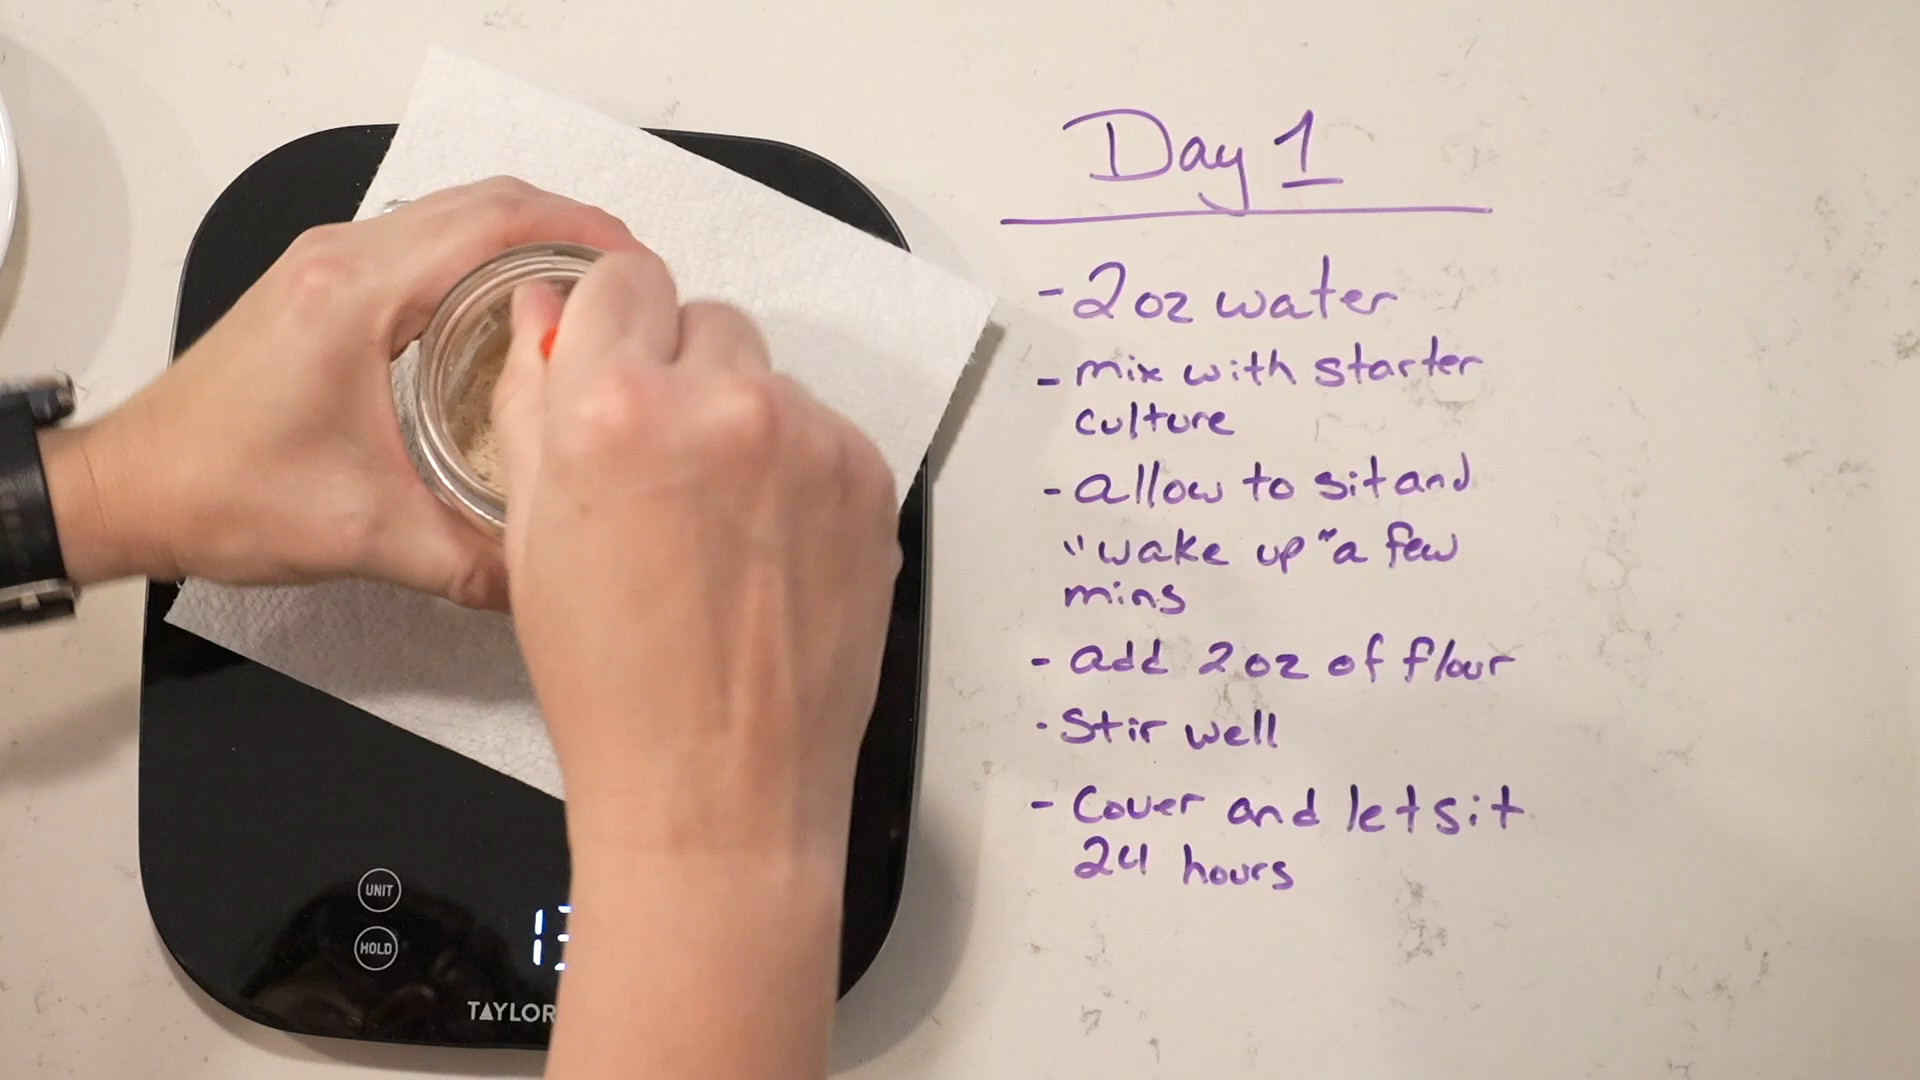 Day 1
- 2oz water
- mix with starter
culture
- allow to sit and
"wake up" a few
mins
- add 2oz of flour
- Stir well
- Cover and let sit
24 hours
UNIT
HOLD
TAYLOR